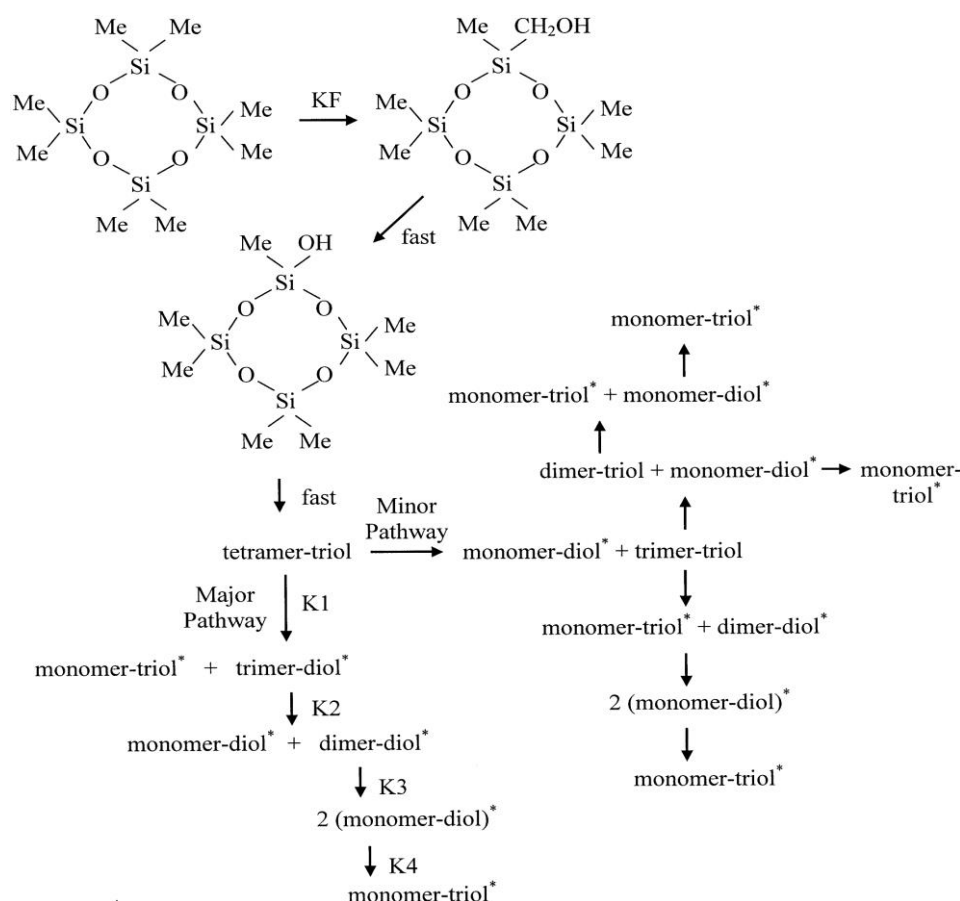 Me Me
Si
O O
Me Me
Si Si
Me Me
O O
Si
Me Me
KF
Me CH₂OH
Si
O O
Me Me
Si Si
Me Me
O O
Si
Me Me
fast
Me OH
Si
O O
Me Me
Si Si
Me Me
O O
Si
Me Me
fast
monomer-triol*
monomer-triol* + monomer-diol*
dimer-triol + monomer-diol* monomer-
triol*
Minor
Pathway
tetramer-triol monomer-diol* + trimer-triol
Major
Pathway
K1
monomer-triol* + dimer-diol*
monomer-triol* + trimer-diol*
K2
2 (monomer-diol)*
monomer-diol* + dimer-diol*
K3
monomer-triol*
2 (monomer-diol)*
K4
monomer-triol*